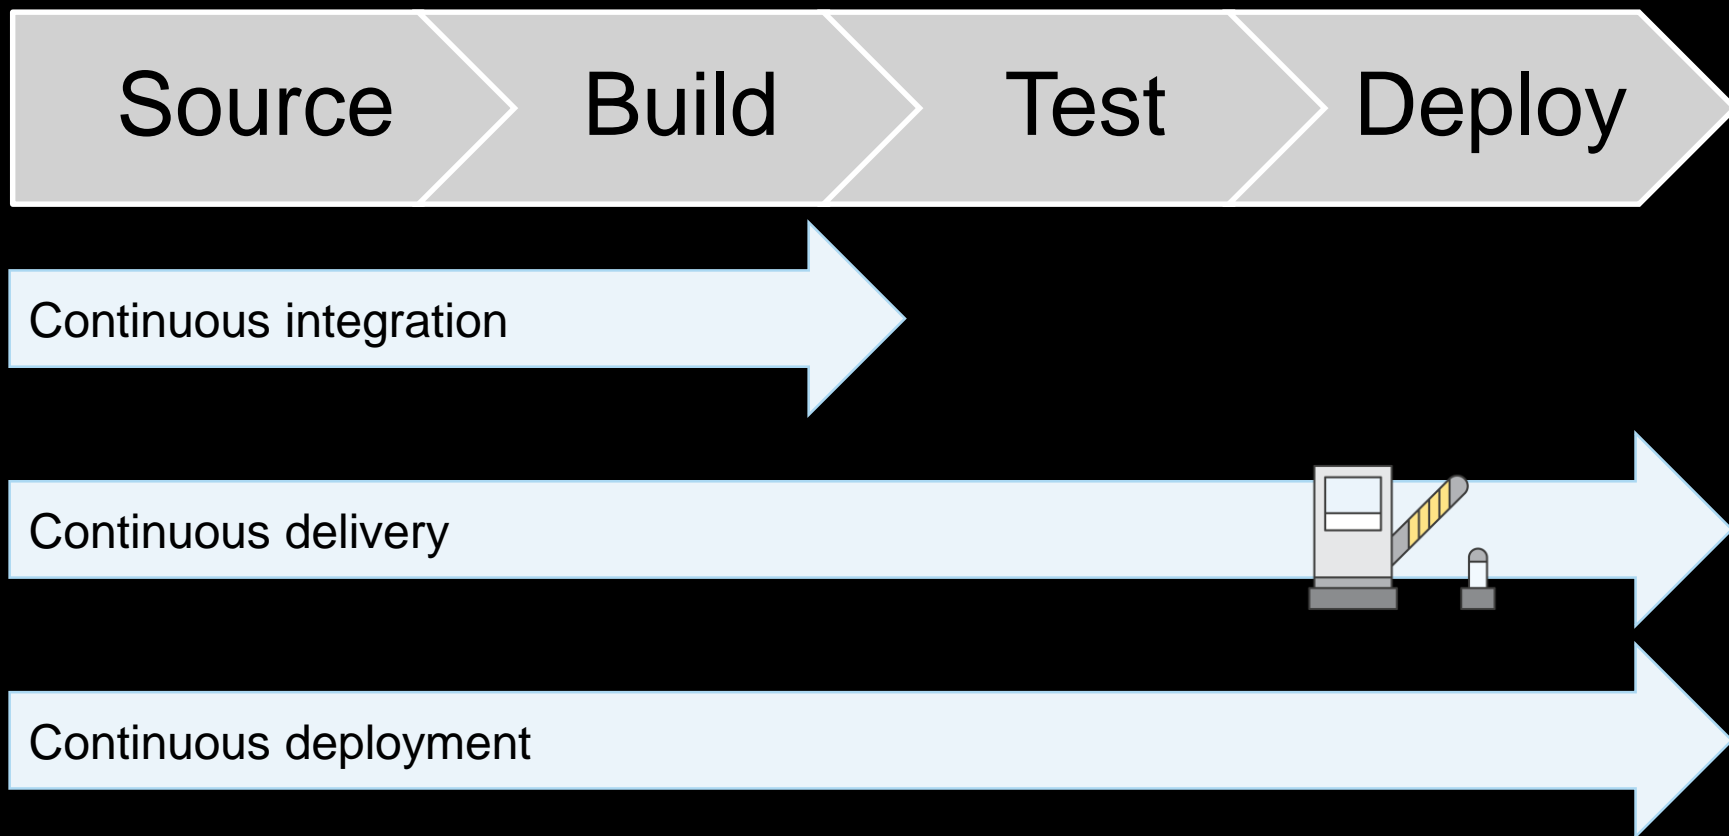 Source Build Test Deploy
Continuous integration
Continuous delivery
Continuous deployment